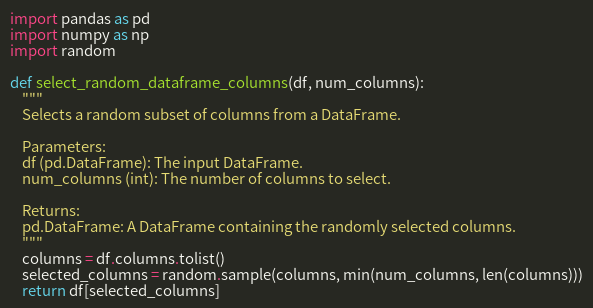 import pandas as pd
import numpy as np
import random

def select_random_dataframe_columns(df, num_columns):
    """
    Selects a random subset of columns from a DataFrame.

    Parameters:
    df (pd.DataFrame): The input DataFrame.
    num_columns (int): The number of columns to select.

    Returns:
    pd.DataFrame: A DataFrame containing the randomly selected columns.
    """
    columns = df.columns.tolist()
    selected_columns = random.sample(columns, min(num_columns, len(columns)))
    return df[selected_columns]